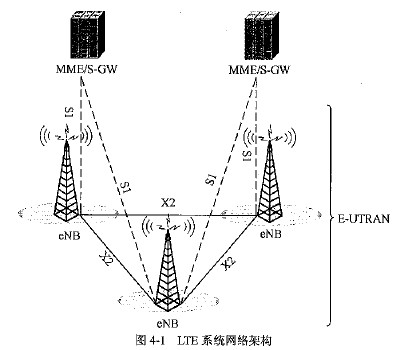 MME/S-GW
MME/S-GW
S1
S1
S1
S1
X2
eNB
eNB
E-UTRAN
X2
X2
eNB
图 4-1 LTE 系统网络架构